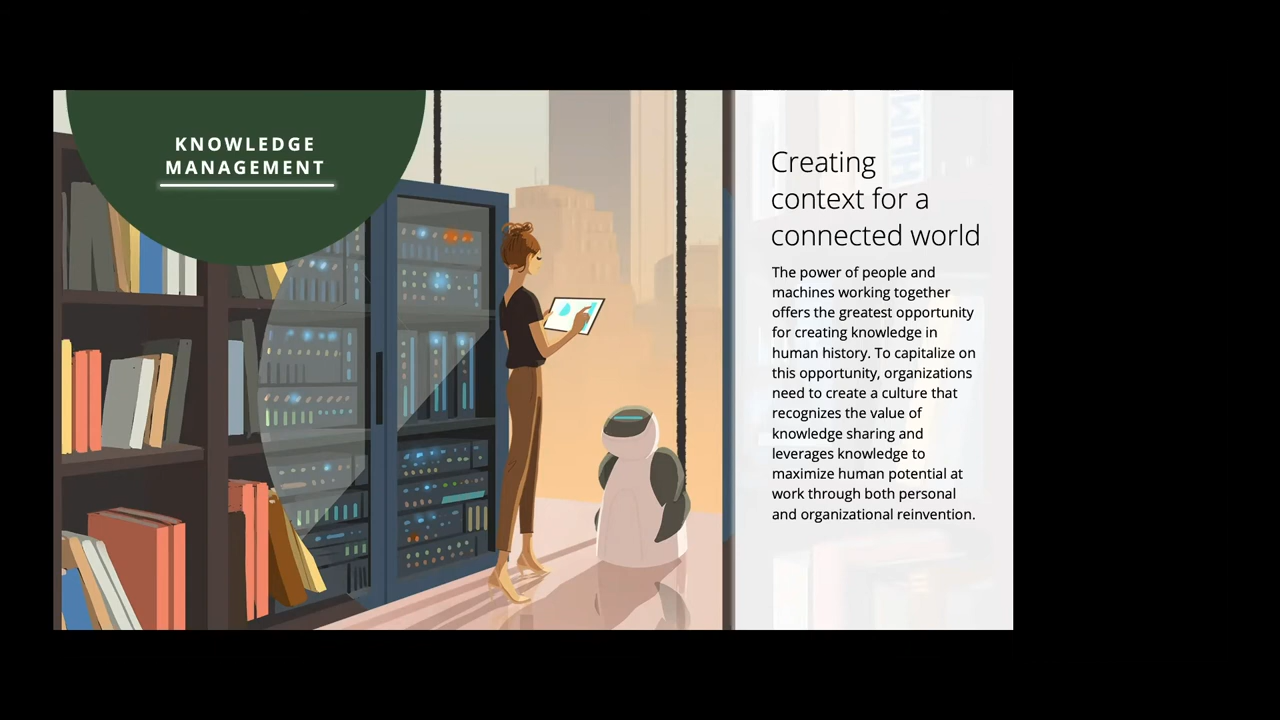 KNOWLEDGE
MANAGEMENT
Creating
context for a
connected world
The power of people and
machines working together
offers the greatest opportunity
for creating knowledge in
human history. To capitalize on
this opportunity, organizations
need to create a culture that
recognizes the value of
knowledge sharing and
leverages knowledge to
maximize human potential at
work through both personal
and organizational reinvention.